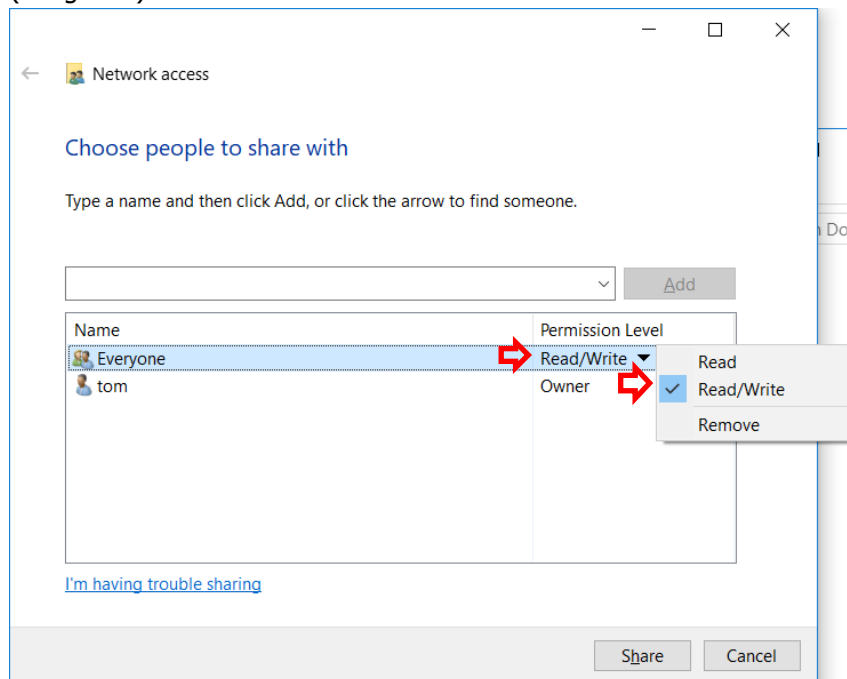 Network access
Choose people to share with
Type a name and then click Add, or click the arrow to find someone.
Add
Name Permission Level
Everyone Read/Write
tom Owner
Read
Read/Write
Remove
I'm having trouble sharing
Share Cancel